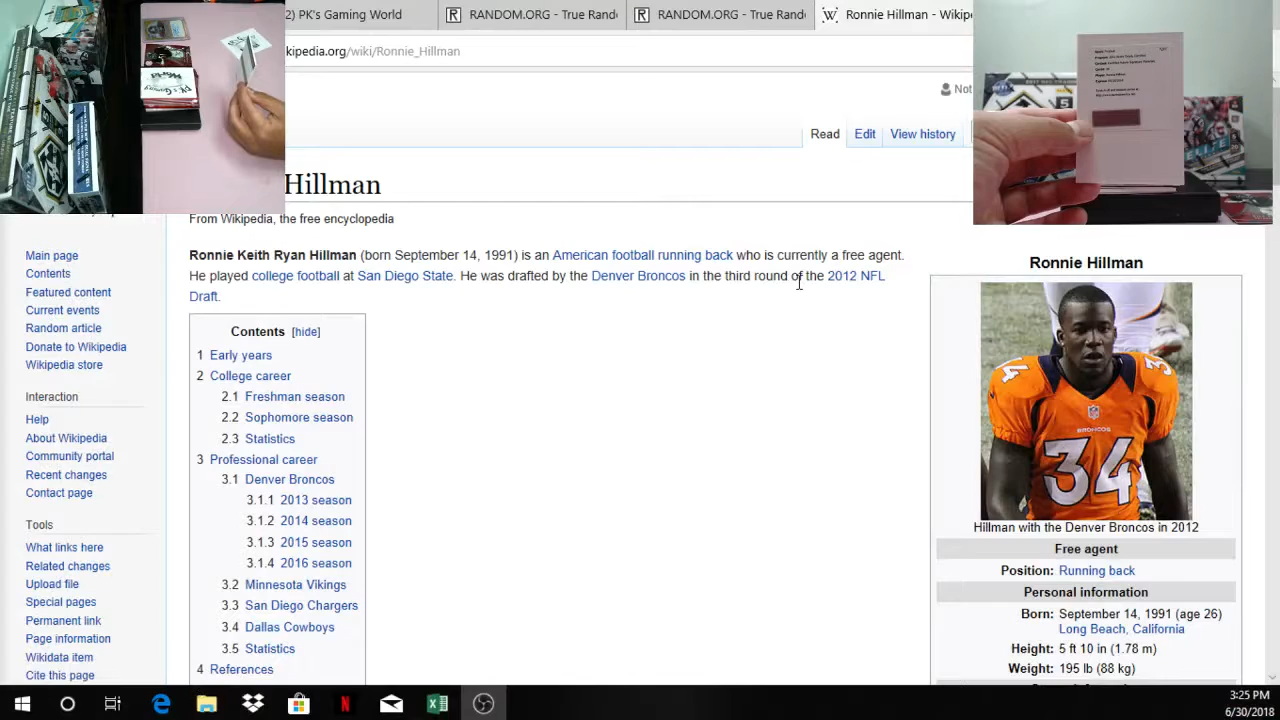 2) PK's Gaming World
RANDOM.ORG - True Rand
RANDOM.ORG - True Rand
Ronnie Hillman - Wikipe
kipedia.org/wiki/Ronnie_Hillman
Not
Read Edit View history
Hillman
From Wikipedia, the free encyclopedia
Ronnie Keith Ryan Hillman (born September 14, 1991) is an American football running back who is currently a free agent.
He played college football at San Diego State. He was drafted by the Denver Broncos in the third round of the 2012 NFL
Draft.
Main page
Contents
Featured content
Current events
Random article
Donate to Wikipedia
Wikipedia store
Interaction
Help
About Wikipedia
Community portal
Recent changes
Contact page
Tools
What links here
Related changes
Upload file
Special pages
Permanent link
Page information
Wikidata item
Cite this page
Contents [hide]
1 Early years
2 College career
2.1 Freshman season
2.2 Sophomore season
2.3 Statistics
3 Professional career
3.1 Denver Broncos
3.1.1 2013 season
3.1.2 2014 season
3.1.3 2015 season
3.1.4 2016 season
3.2 Minnesota Vikings
3.3 San Diego Chargers
3.4 Dallas Cowboys
3.5 Statistics
4 References
Ronnie Hillman
34
BRONCOS
34
Hillman with the Denver Broncos in 2012
Free agent
Position: Running back
Personal information
Born: September 14, 1991 (age 26)
Long Beach, California
Height: 5 ft 10 in (1.78 m)
Weight: 195 lb (88 kg)
ELITE
3:25 PM
6/30/2018